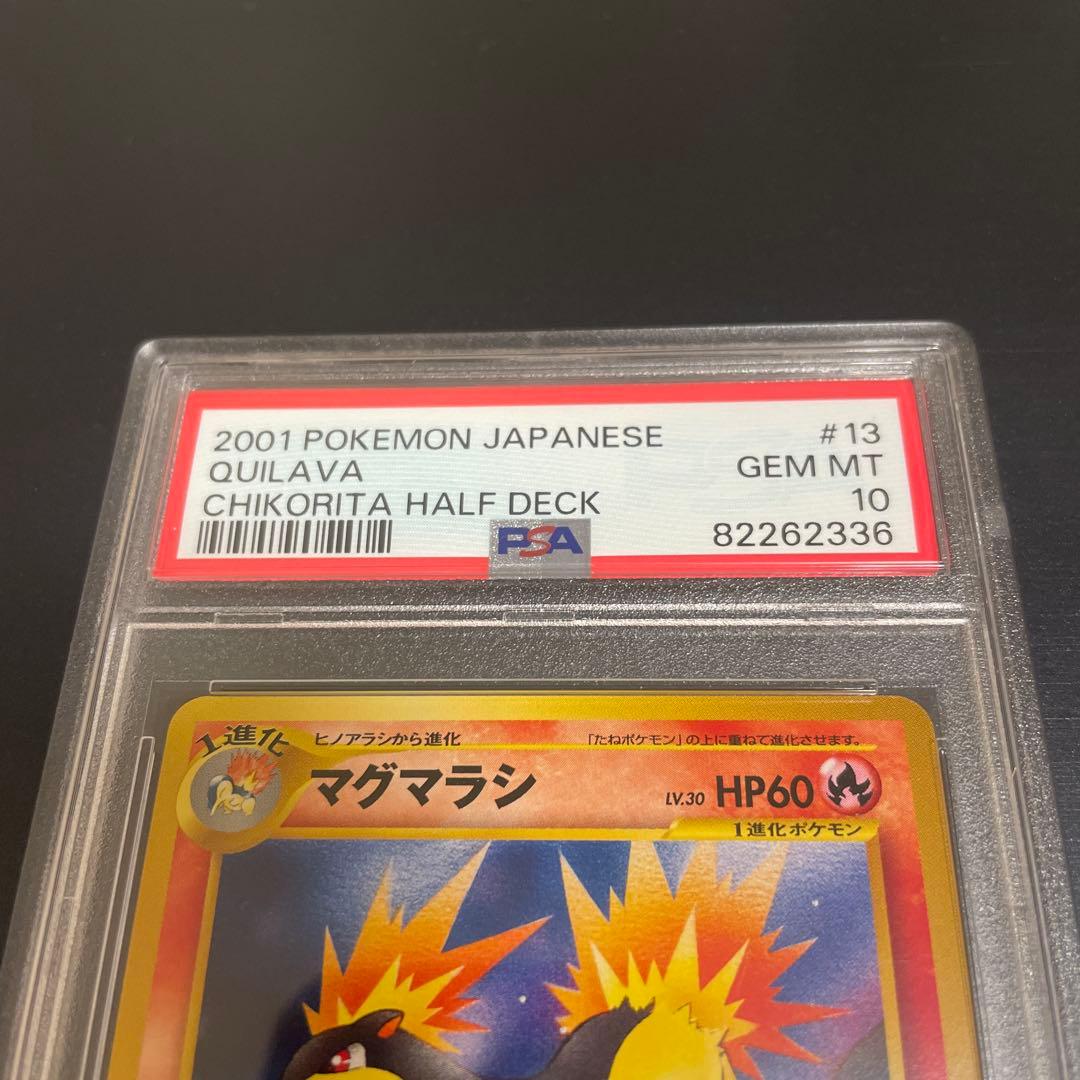 2001 POKEMON JAPANESE #13
QUILAVA GEM MT
CHIKORITA HALF DECK 10
PSA 82262336
1進化 ヒノアラシから進化 「たねポケモン」の上に重ねて進化させます。
マグマラシ LV.30 HP60
1進化ポケモン